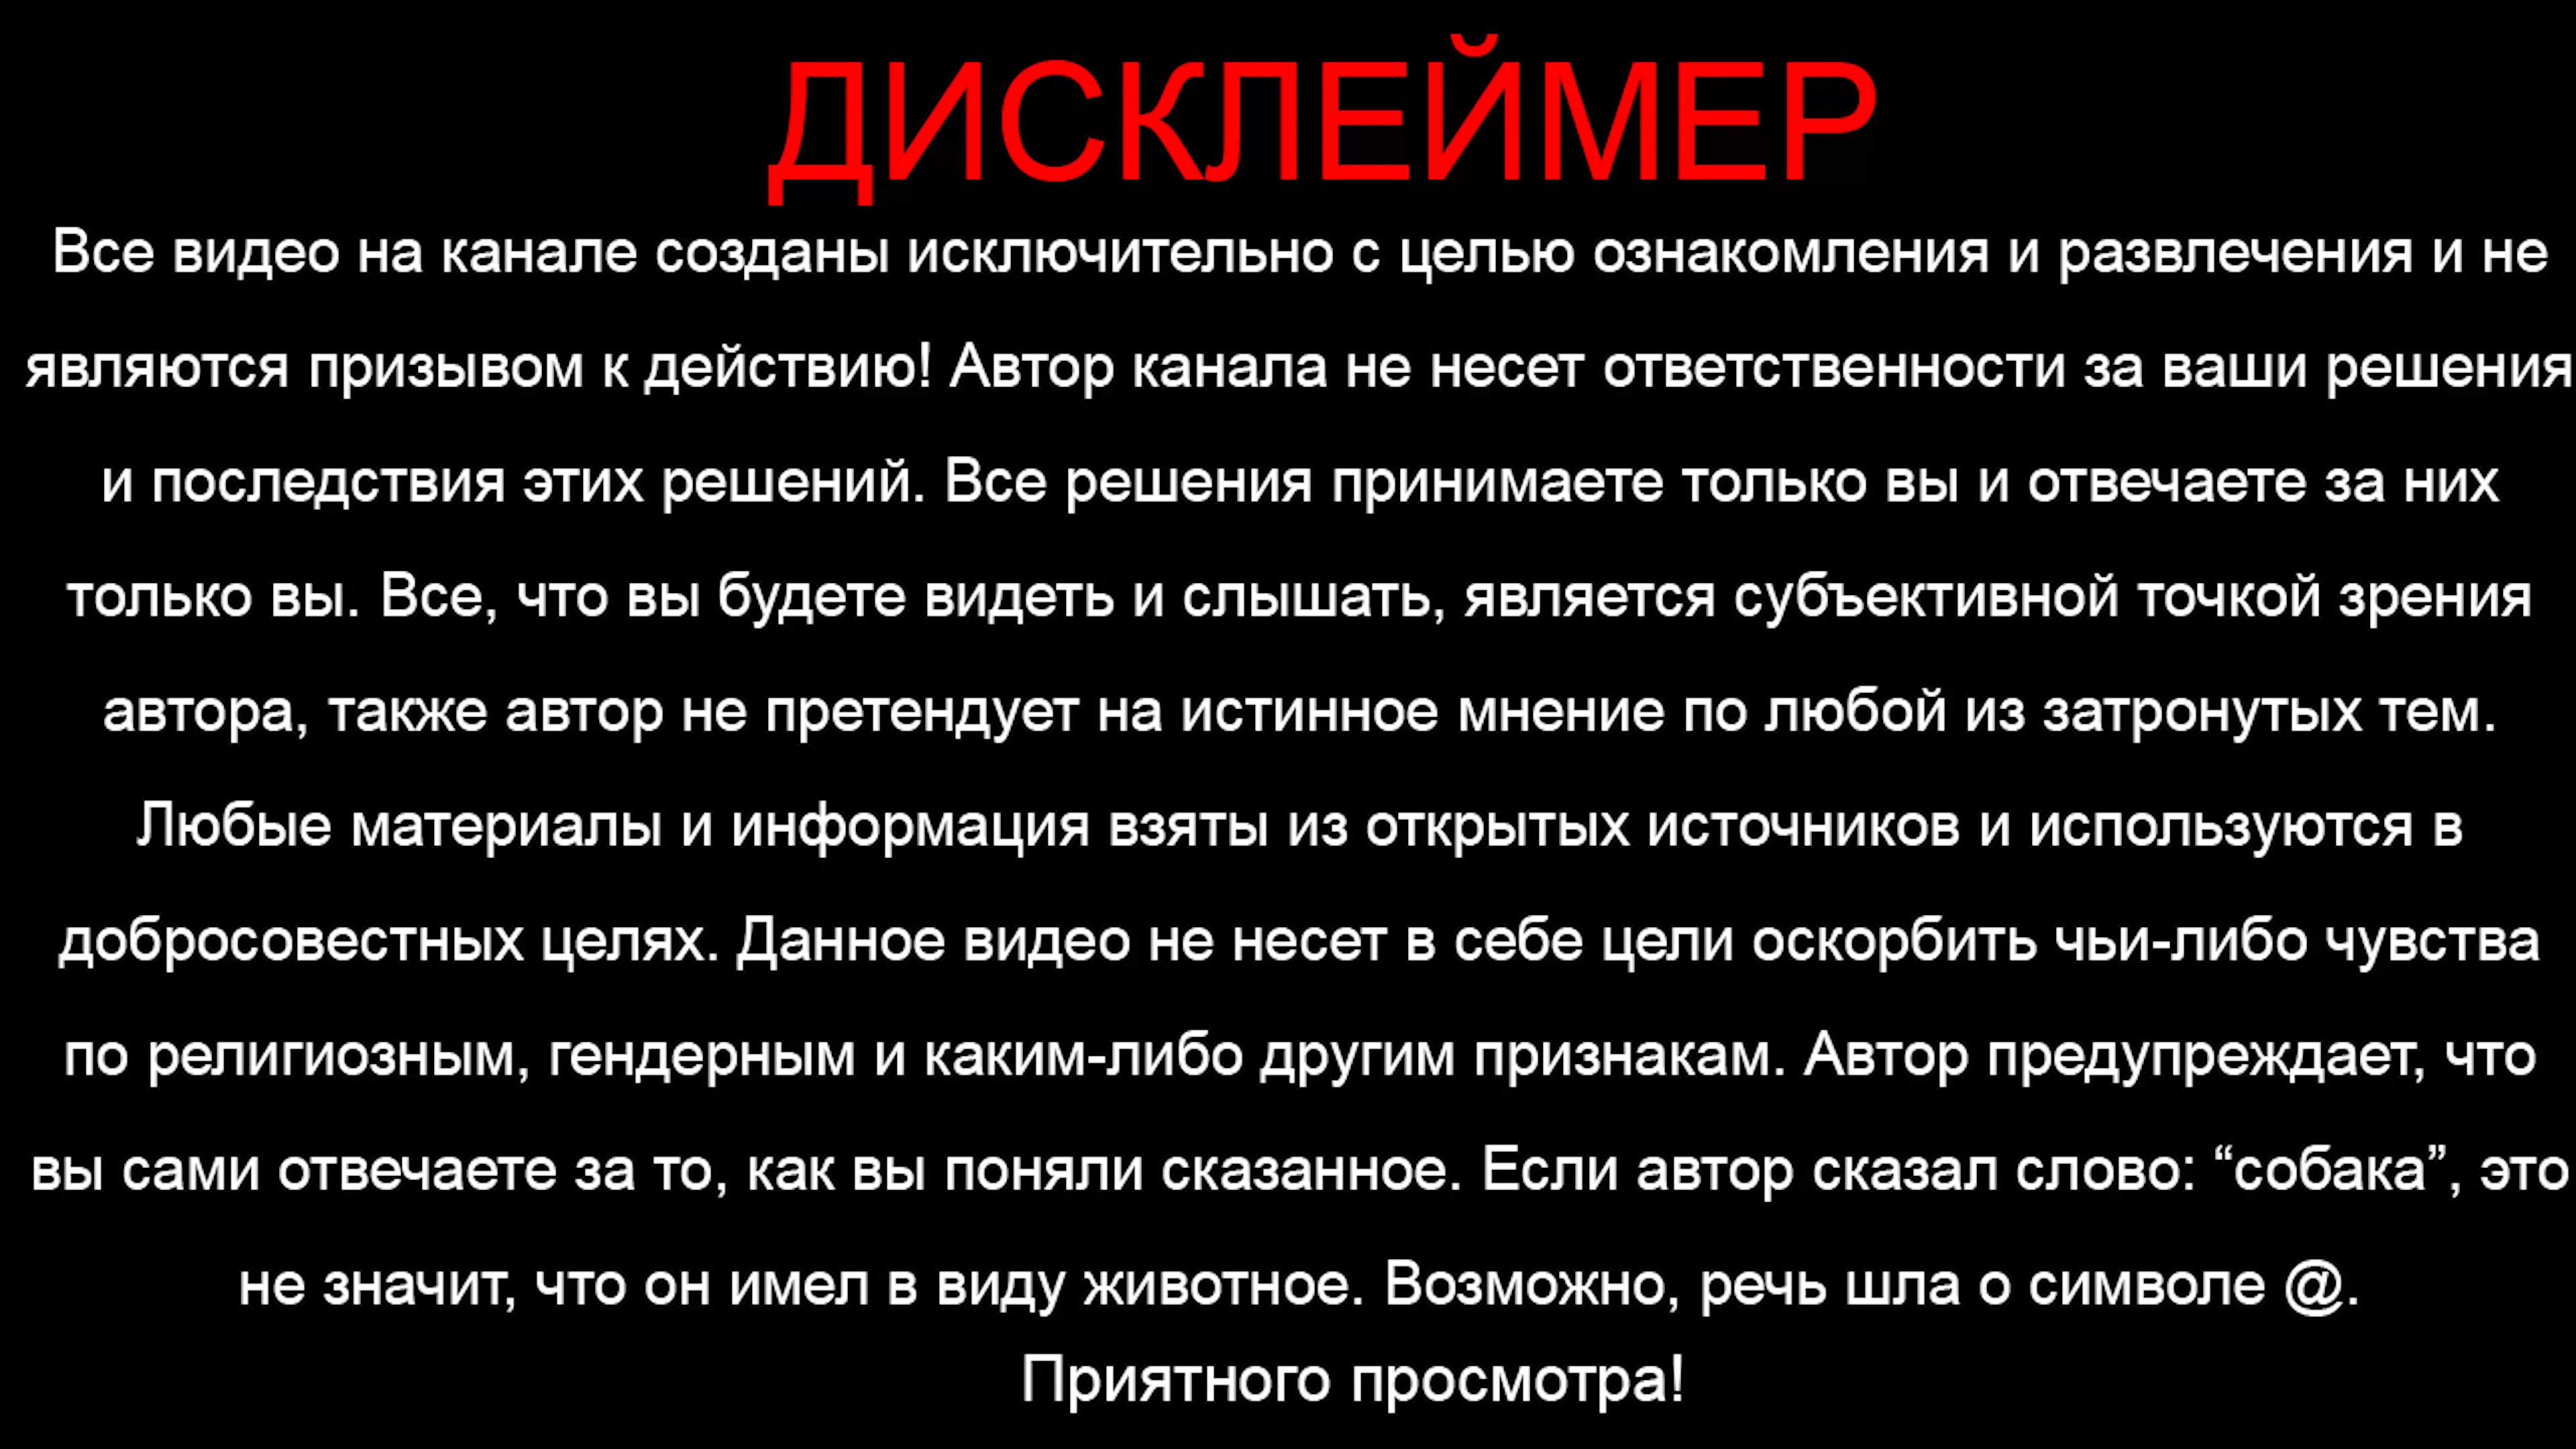 ДИСКЛЕЙМЕР
Все видео на канале созданы исключительно с целью ознакомления и развлечения и не
являются призывом к действию! Автор канала не несет ответственности за ваши решения
и последствия этих решений. Все решения принимаете только вы и отвечаете за них
только вы. Все, что вы будете видеть и слышать, является субъективной точкой зрения
автора, также автор не претендует на истинное мнение по любой из затронутых тем.
Любые материалы и информация взяты из открытых источников и используются в
добросовестных целях. Данное видео не несет в себе цели оскорбить чьи-либо чувства
по религиозным, гендерным и каким-либо другим признакам. Автор предупреждает, что
вы сами отвечаете за то, как вы поняли сказанное. Если автор сказал слово: “собака”, это
не значит, что он имел в виду животное. Возможно, речь шла о символе @.
Приятного просмотра!